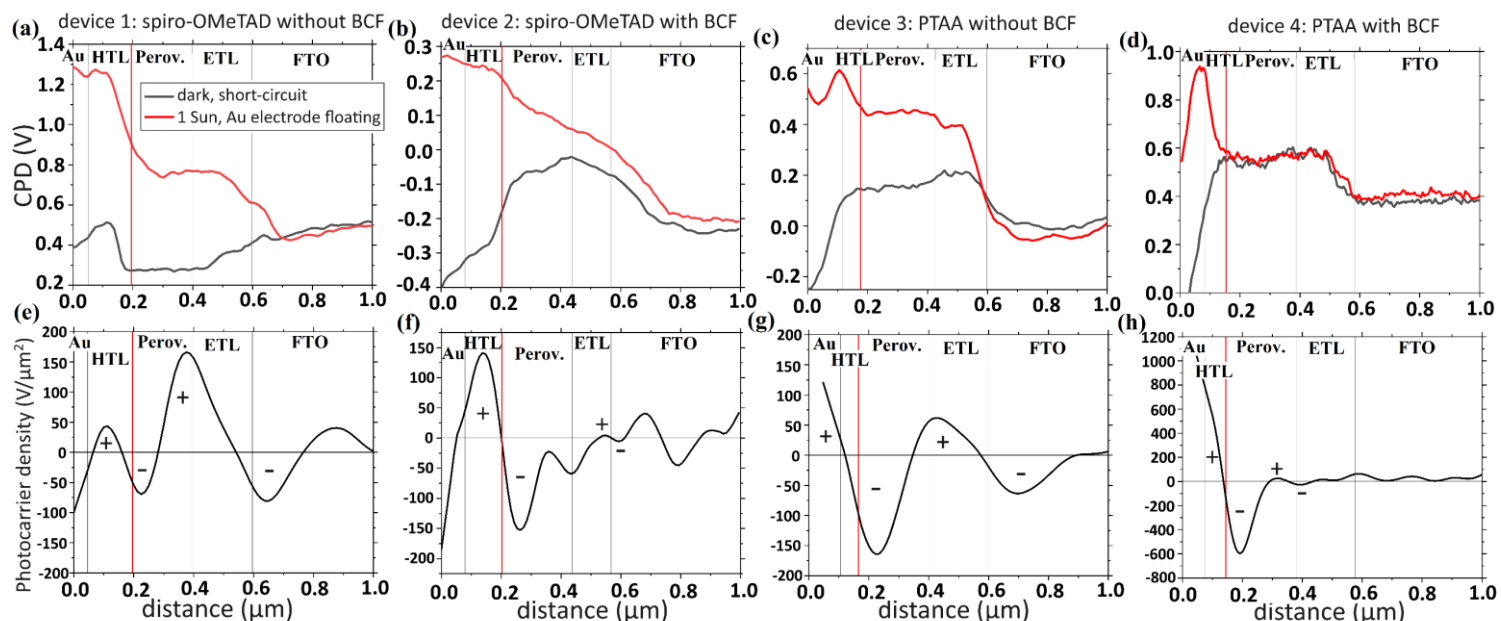 device 1: spiro-OMeTAD without BCF
device 2: spiro-OMeTAD with BCF
device 3: PTAA without BCF
device 4: PTAA with BCF
(a)
Au HTL Perov. ETL FTO
dark, short-circuit
1 Sun, Au electrode floating
CPD (V)
1.4
1.2
1.0
0.8
0.6
0.4
0.2
0.0 0.2 0.4 0.6 0.8 1.0
(b)
Au HTL Perov. ETL FTO
0.3
0.2
0.1
0.0
-0.1
-0.2
-0.3
-0.4
0.0 0.2 0.4 0.6 0.8 1.0
(c)
Au HTL Perov. ETL FTO
0.6
0.4
0.2
0.0
-0.2
0.0 0.2 0.4 0.6 0.8 1.0
(d)
Au HTL Perov. ETL FTO
1.0
0.8
0.6
0.4
0.2
0.0
0.0 0.2 0.4 0.6 0.8 1.0
(e)
Au HTL Perov. ETL FTO
Photocarrier density (V/μm²)
200
150
100
50
0
-50
-100
-150
-200
+ - + -
0.0 0.2 0.4 0.6 0.8 1.0
distance (μm)
(f)
Au HTL Perov. ETL FTO
150
100
50
0
-50
-100
-150
-200
+ - + -
0.0 0.2 0.4 0.6 0.8 1.0
distance (μm)
(g)
Au HTL Perov. ETL FTO
200
150
100
50
0
-50
-100
-150
-200
+ - + -
0.0 0.2 0.4 0.6 0.8 1.0
distance (μm)
(h)
Au HTL Perov. ETL FTO
1200
1000
800
600
400
200
0
-200
-400
-600
-800
+ - + -
0.0 0.2 0.4 0.6 0.8 1.0
distance (μm)